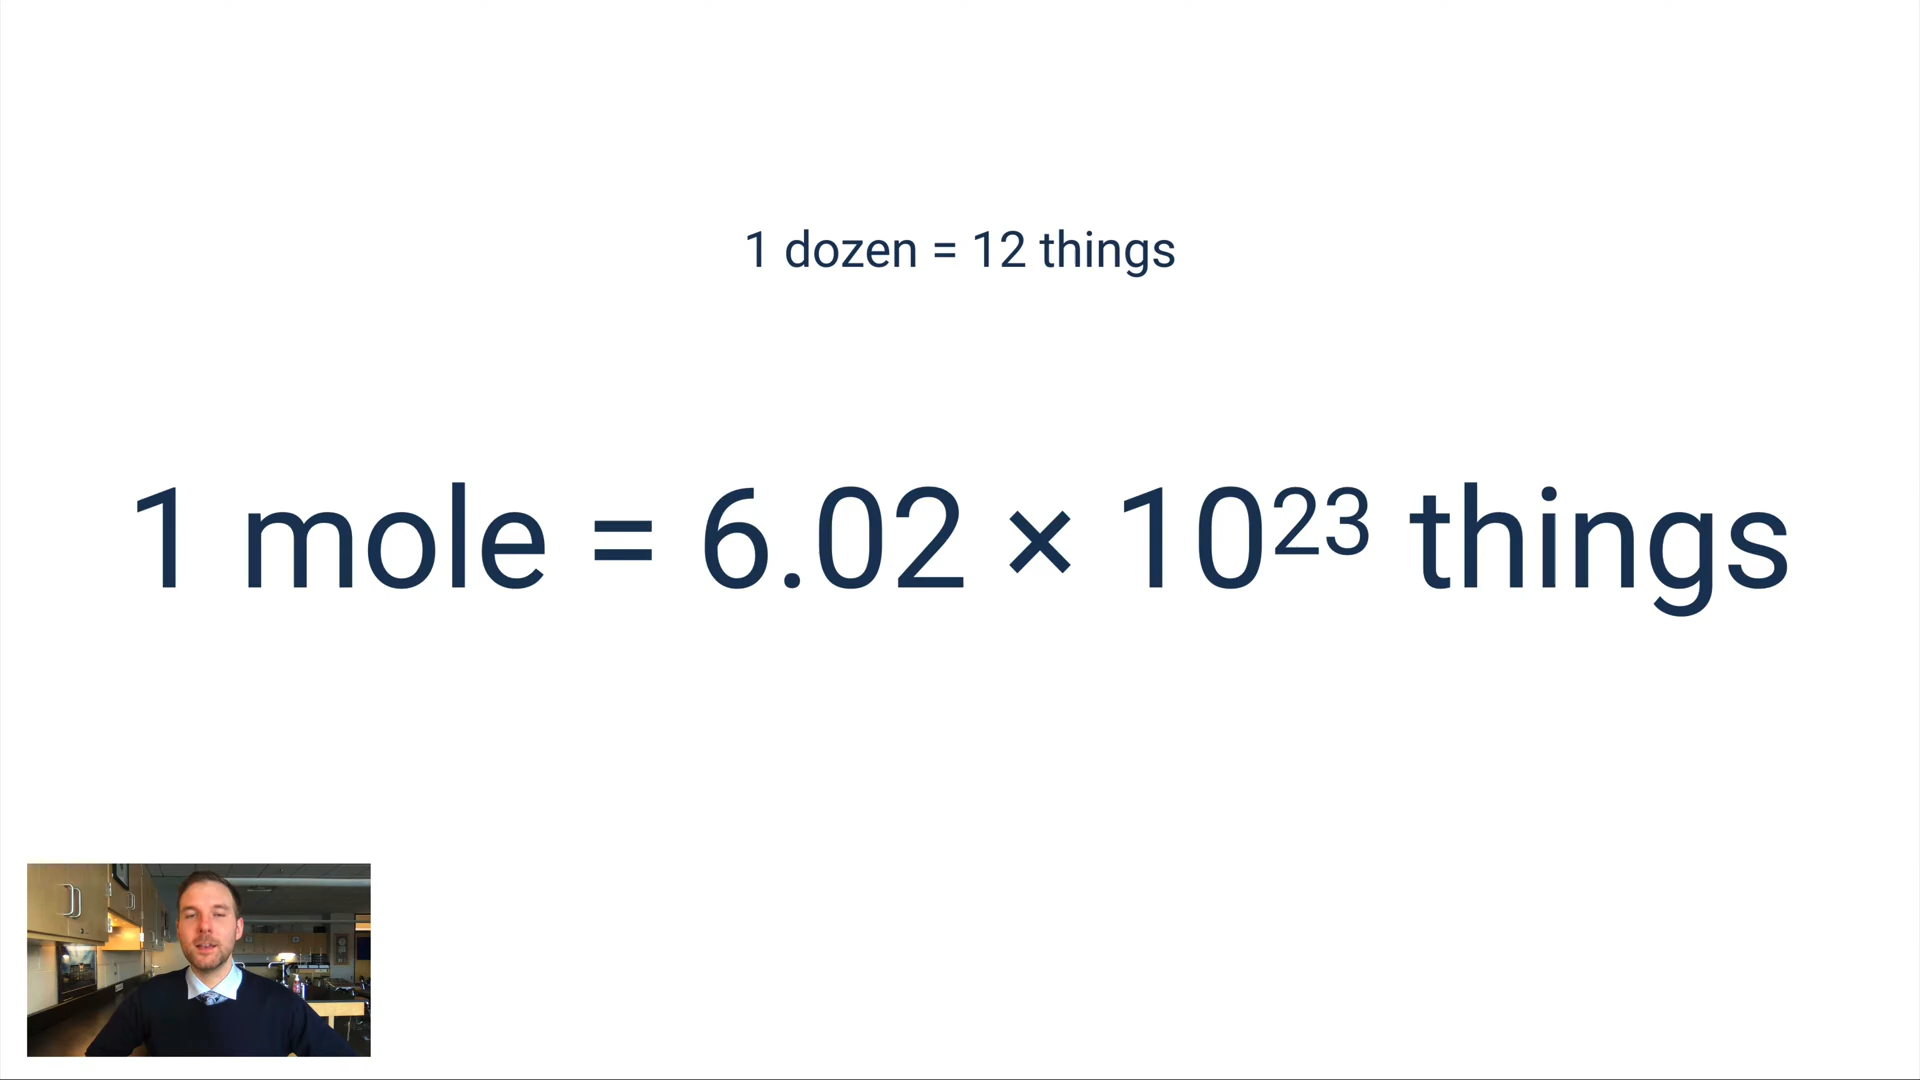 1 dozen = 12 things
1 mole = 6.02 × 10²³ things